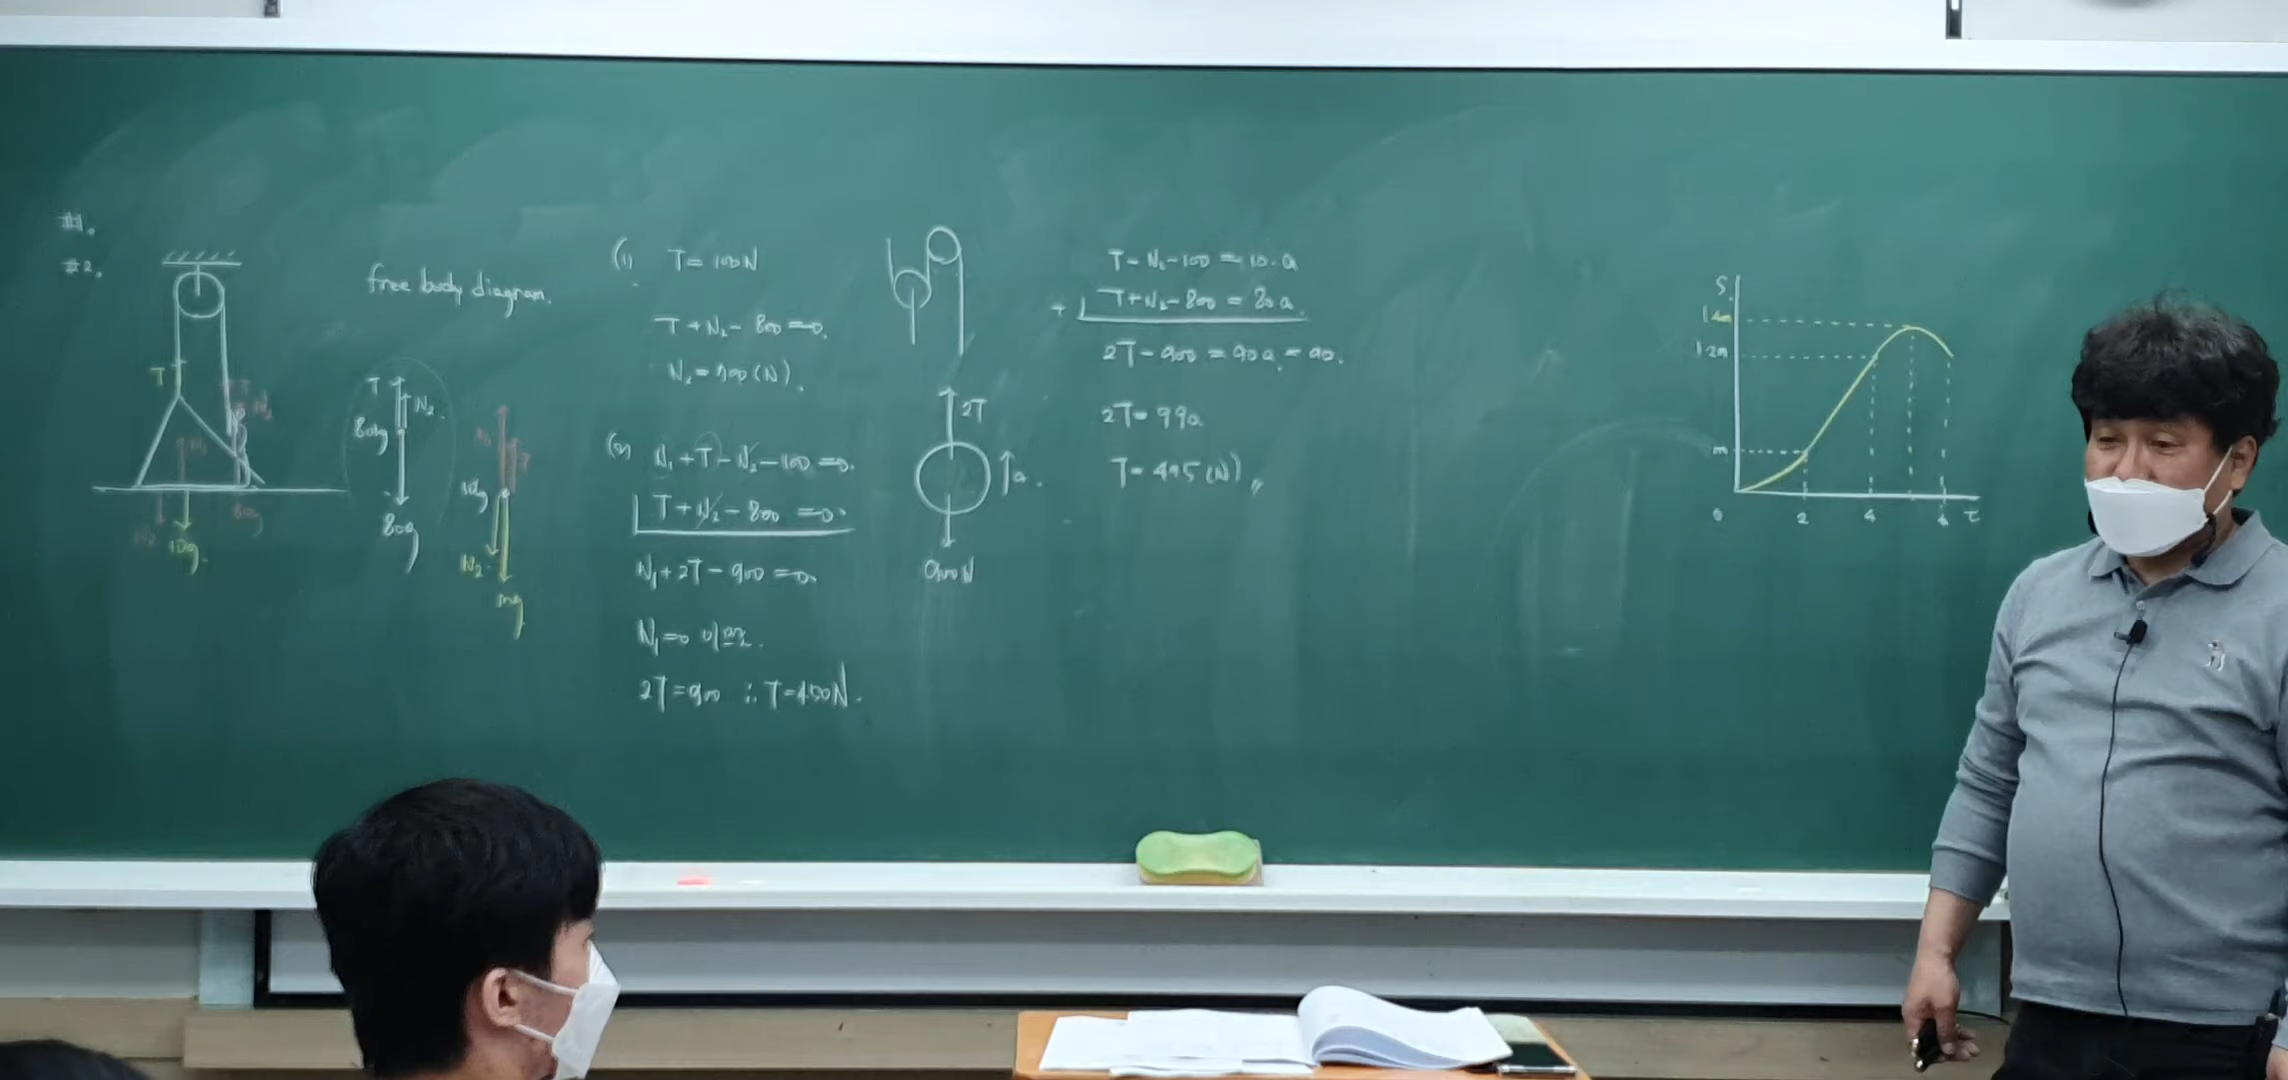 #1.
#2.
T
10g.
80g
free body diagram.
T
N₂
80kg
80g
10kg
N₂
mg
(1) T = 100N
T + N₂ - 800 = 0.
N₂ = 700 (N).
(2) N₁ + T - N₂ - 100 = 0.
T + N₂ - 800 = 0.
N₁ + 2T - 900 = 0.
N₁ = 0 이므로.
2T = 900 ∴ T = 450N.
2T
a.
900N
T - N₂ - 100 = 10.a
+ T + N₂ - 800 = 80a.
2T - 900 = 90a = 90.
2T = 990
T = 495 (N)〃
S.
12m
m
0 2 4 6 t